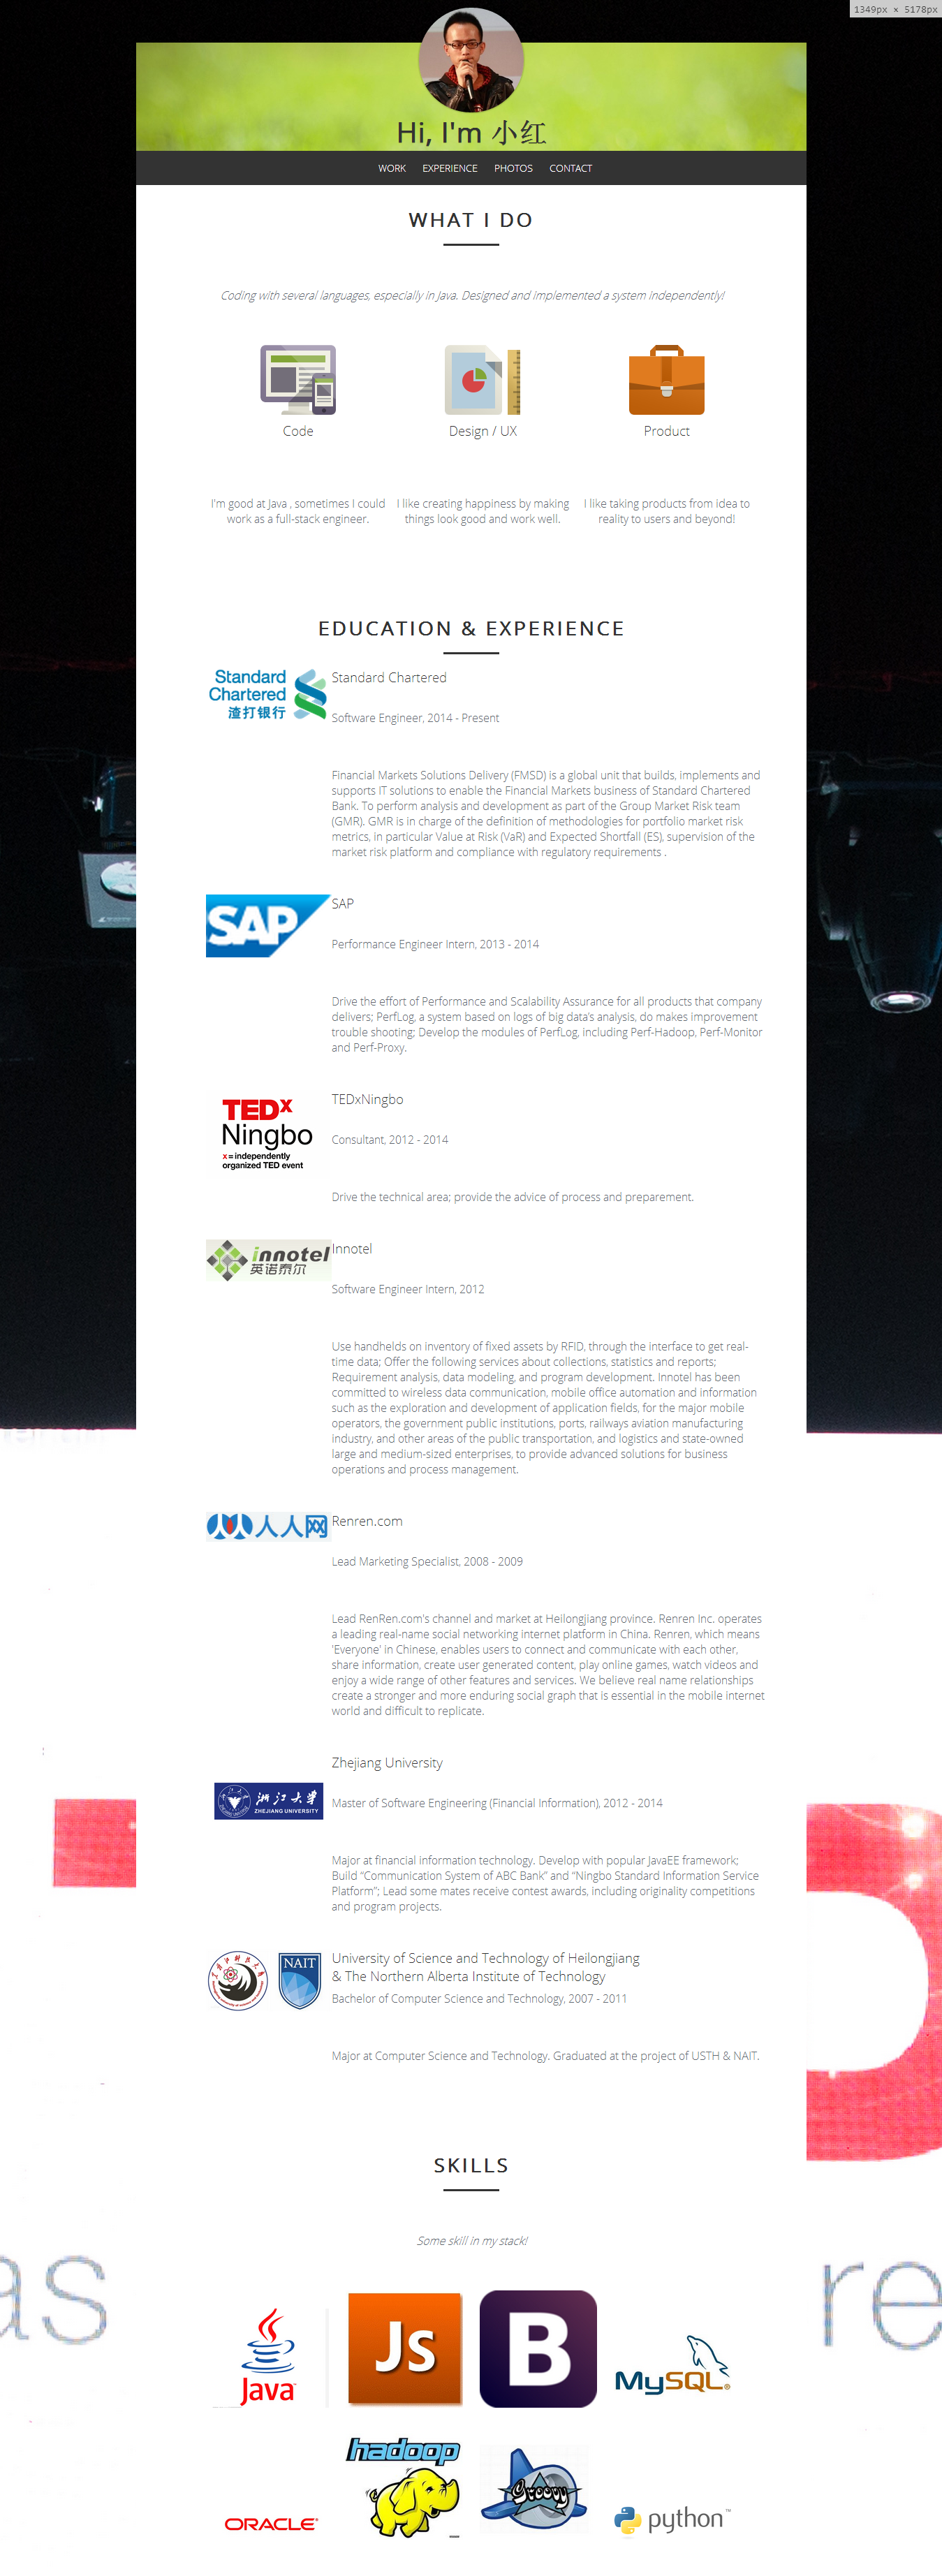 1349px × 5178px
Hi, I'm 小红
WORK EXPERIENCE PHOTOS CONTACT
WHAT I DO
Coding with several languages, especially in Java. Designed and implemented a system independently!
Code
Design / UX
Product
I'm good at Java , sometimes I could
work as a full-stack engineer.
I like creating happiness by making
things look good and work well.
I like taking products from idea to
reality to users and beyond!
EDUCATION & EXPERIENCE
Standard
Chartered
渣打银行
Standard Chartered
Software Engineer, 2014 - Present
Financial Markets Solutions Delivery (FMSD) is a global unit that builds, implements and
supports IT solutions to enable the Financial Markets business of Standard Chartered
Bank. To perform analysis and development as part of the Group Market Risk team
(GMR). GMR is in charge of the definition of methodologies for portfolio market risk
metrics, in particular Value at Risk (VaR) and Expected Shortfall (ES), supervision of the
market risk platform and compliance with regulatory requirements .
SAP
SAP
Performance Engineer Intern, 2013 - 2014
Drive the effort of Performance and Scalability Assurance for all products that company
delivers; PerfLog, a system based on logs of big data's analysis, do makes improvement
trouble shooting; Develop the modules of PerfLog, including Perf-Hadoop, Perf-Monitor
and Perf-Proxy.
TEDx
Ningbo
x = independently
organized TED event
TEDxNingbo
Consultant, 2012 - 2014
Drive the technical area; provide the advice of process and preparement.
innotel
英诺泰尔
Innotel
Software Engineer Intern, 2012
Use handhelds on inventory of fixed assets by RFID, through the interface to get real-
time data; Offer the following services about collections, statistics and reports;
Requirement analysis, data modeling, and program development. Innotel has been
committed to wireless data communication, mobile office automation and information
such as the exploration and development of application fields, for the major mobile
operators, the government public institutions, ports, railways aviation manufacturing
industry, and other areas of the public transportation, and logistics and state-owned
large and medium-sized enterprises, to provide advanced solutions for business
operations and process management.
人人网
Renren.com
Lead Marketing Specialist, 2008 - 2009
Lead RenRen.com's channel and market at Heilongjiang province. Renren Inc. operates
a leading real-name social networking internet platform in China. Renren, which means
'Everyone' in Chinese, enables users to connect and communicate with each other,
share information, create user generated content, play online games, watch videos and
enjoy a wide range of other features and services. We believe real name relationships
create a stronger and more enduring social graph that is essential in the mobile internet
world and difficult to replicate.
浙江大学
ZHEJIANG UNIVERSITY
Zhejiang University
Master of Software Engineering (Financial Information), 2012 - 2014
Major at financial information technology. Develop with popular JavaEE framework;
Build “Communication System of ABC Bank” and “Ningbo Standard Information Service
Platform”; Lead some mates receive contest awards, including originality competitions
and program projects.
NAIT
University of Science and Technology of Heilongjiang
& The Northern Alberta Institute of Technology
Bachelor of Computer Science and Technology, 2007 - 2011
Major at Computer Science and Technology. Graduated at the project of USTH & NAIT.
SKILLS
Some skill in my stack!
as
re
Java
Js
B
MySQL
ORACLE
hadoop
Groovy
python